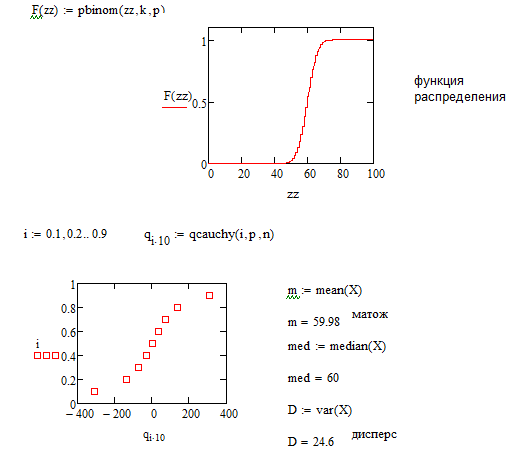 F(zz) := pbinom(zz,k,p)
1
F(zz) 0.5
0
0 20 40 60 80 100
zz
функция
распределения
i := 0.1,0.2.. 0.9 q i·10 := qcauchy(i,p,n)
1
0.8
0.6
i
0.4
0.2
0
−400 −200 0 200 400
q i·10
m := mean(X)
m = 59.98 матож
med := median(X)
med = 60
D := var(X)
D = 24.6 дисперс